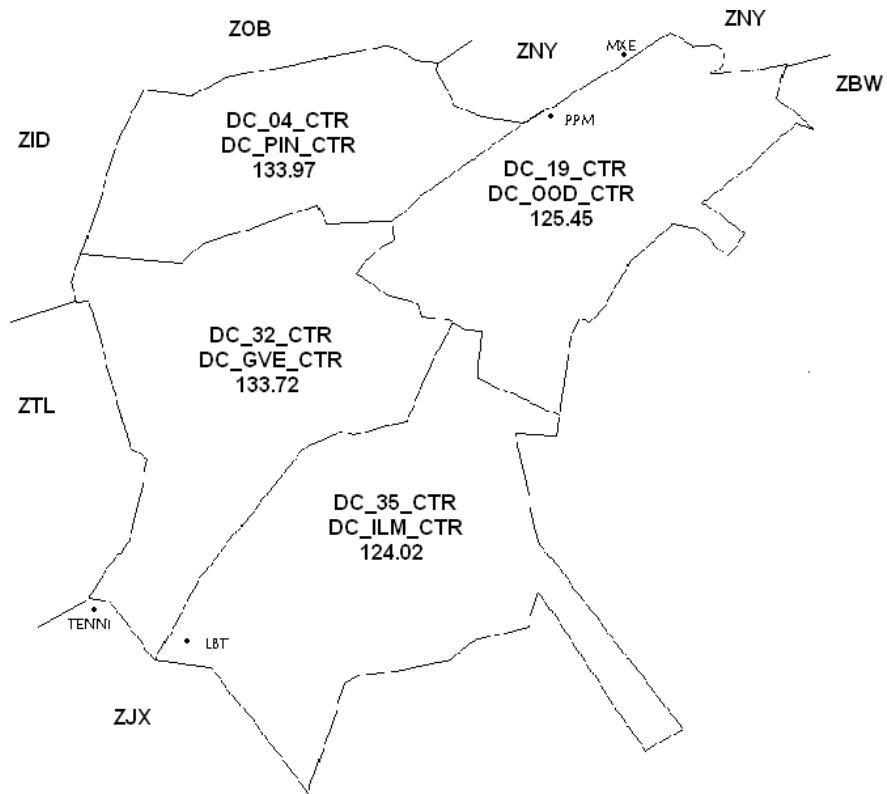 ZOB
ZNY
ZNY
MXE
ZBW
ZID
DC_04_CTR
DC_PIN_CTR
133.97
PPM
DC_19_CTR
DC_OOD_CTR
125.45
DC_32_CTR
DC_GVE_CTR
133.72
ZTL
DC_35_CTR
DC_ILM_CTR
124.02
TENNI
LBT
ZJX